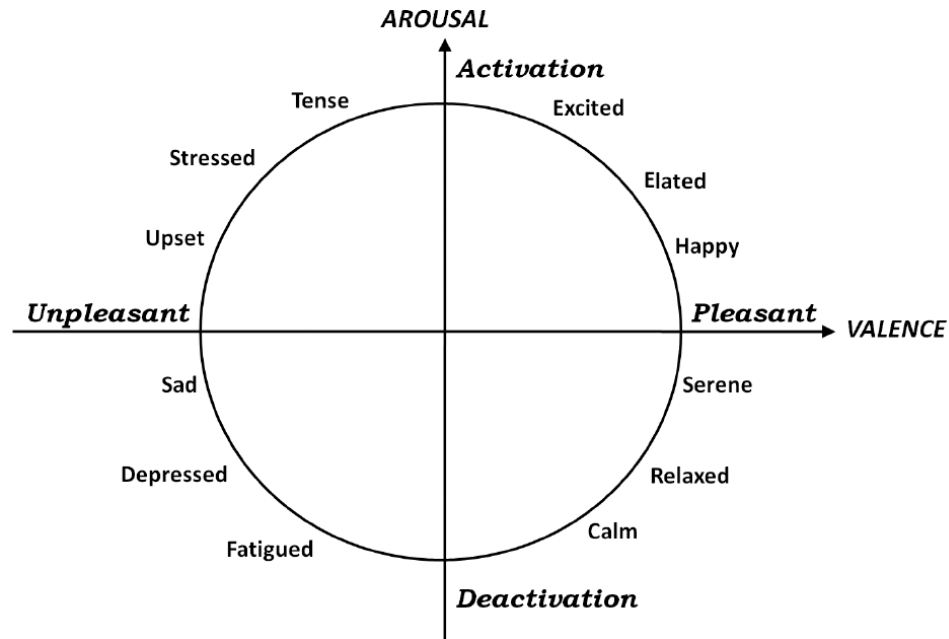 AROUSAL
Activation
Tense
Excited
Stressed
Elated
Upset
Happy
Unpleasant
Pleasant
VALENCE
Sad
Serene
Depressed
Relaxed
Calm
Fatigued
Deactivation